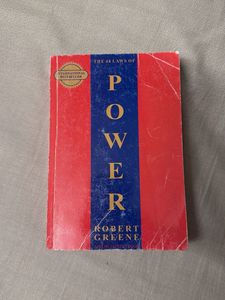 THE 48 LAWS OF
INTERNATIONAL
BESTSELLER
POWER
ROBERT
GREENE